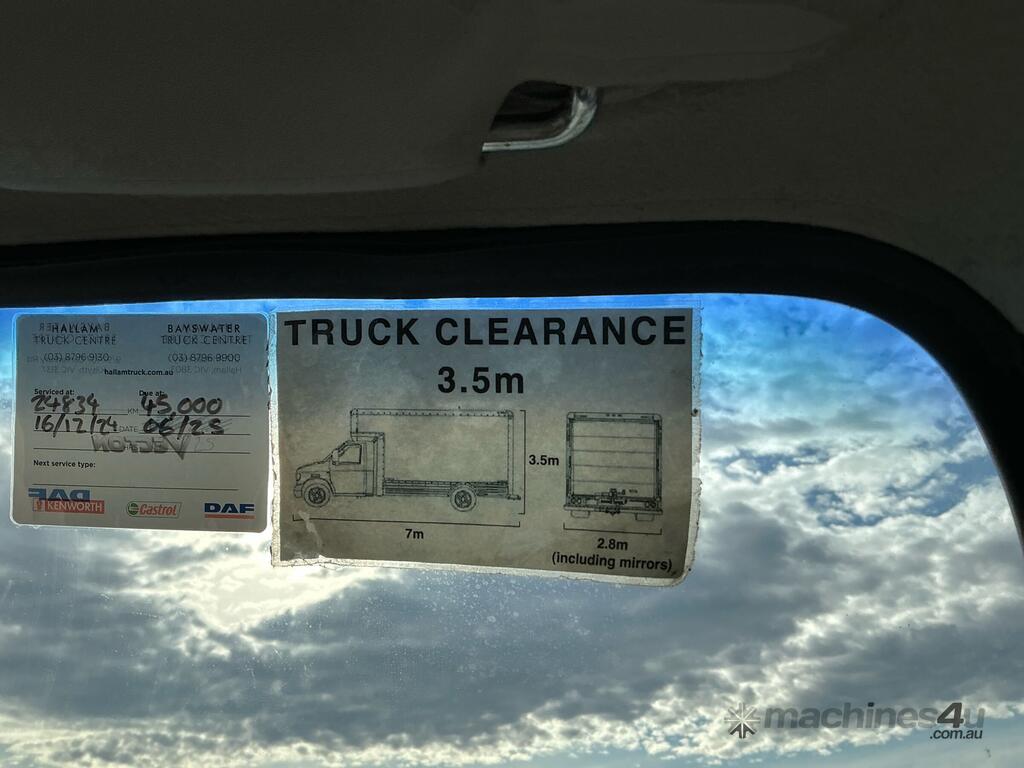 HALLAM
TRUCK CENTRE
(03) 8796 9130
BAYSWATER
TRUCK CENTRE
(03) 8796 9900
hallamtruck.com.au
Serviced at: Due at:
24834 KM 45,000
16/12/24 DATE 06/25
Next service type:
DAF
KENWORTH
Castrol
DAF
TRUCK CLEARANCE
3.5m
3.5m
7m
2.8m
(including mirrors)
machines4u
.com.au